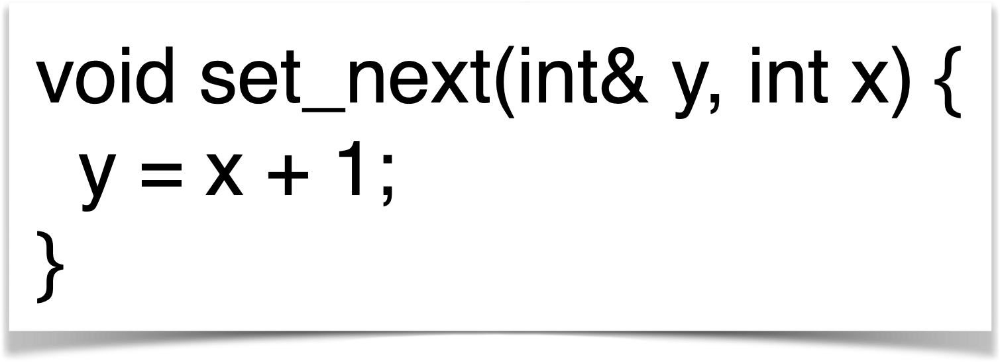 void set_next(int& y, int x) {
  y = x + 1;
}